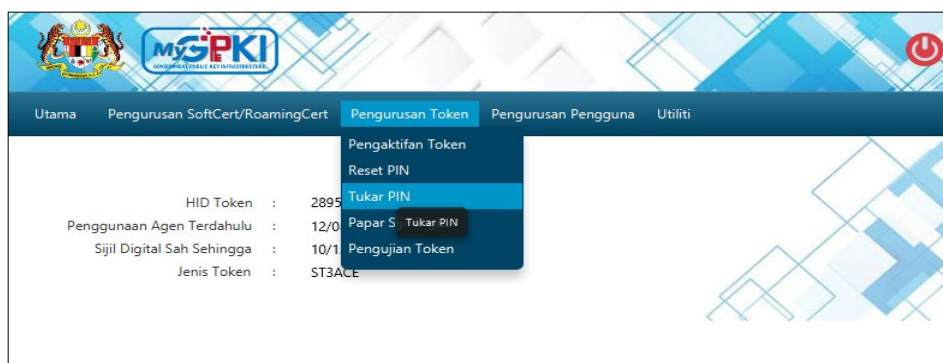 MyGPKI
GOVERNMENT PUBLIC KEY INFRASTRUCTURE
Utama Pengurusan SoftCert/RoamingCert Pengurusan Token Pengurusan Pengguna Utiliti
Pengaktifan Token
Reset PIN
Tukar PIN
Papar S
Tukar PIN
Pengujian Token
HID Token : 2895
Penggunaan Agen Terdahulu : 12/0
Sijil Digital Sah Sehingga : 10/1
Jenis Token : ST3ACE